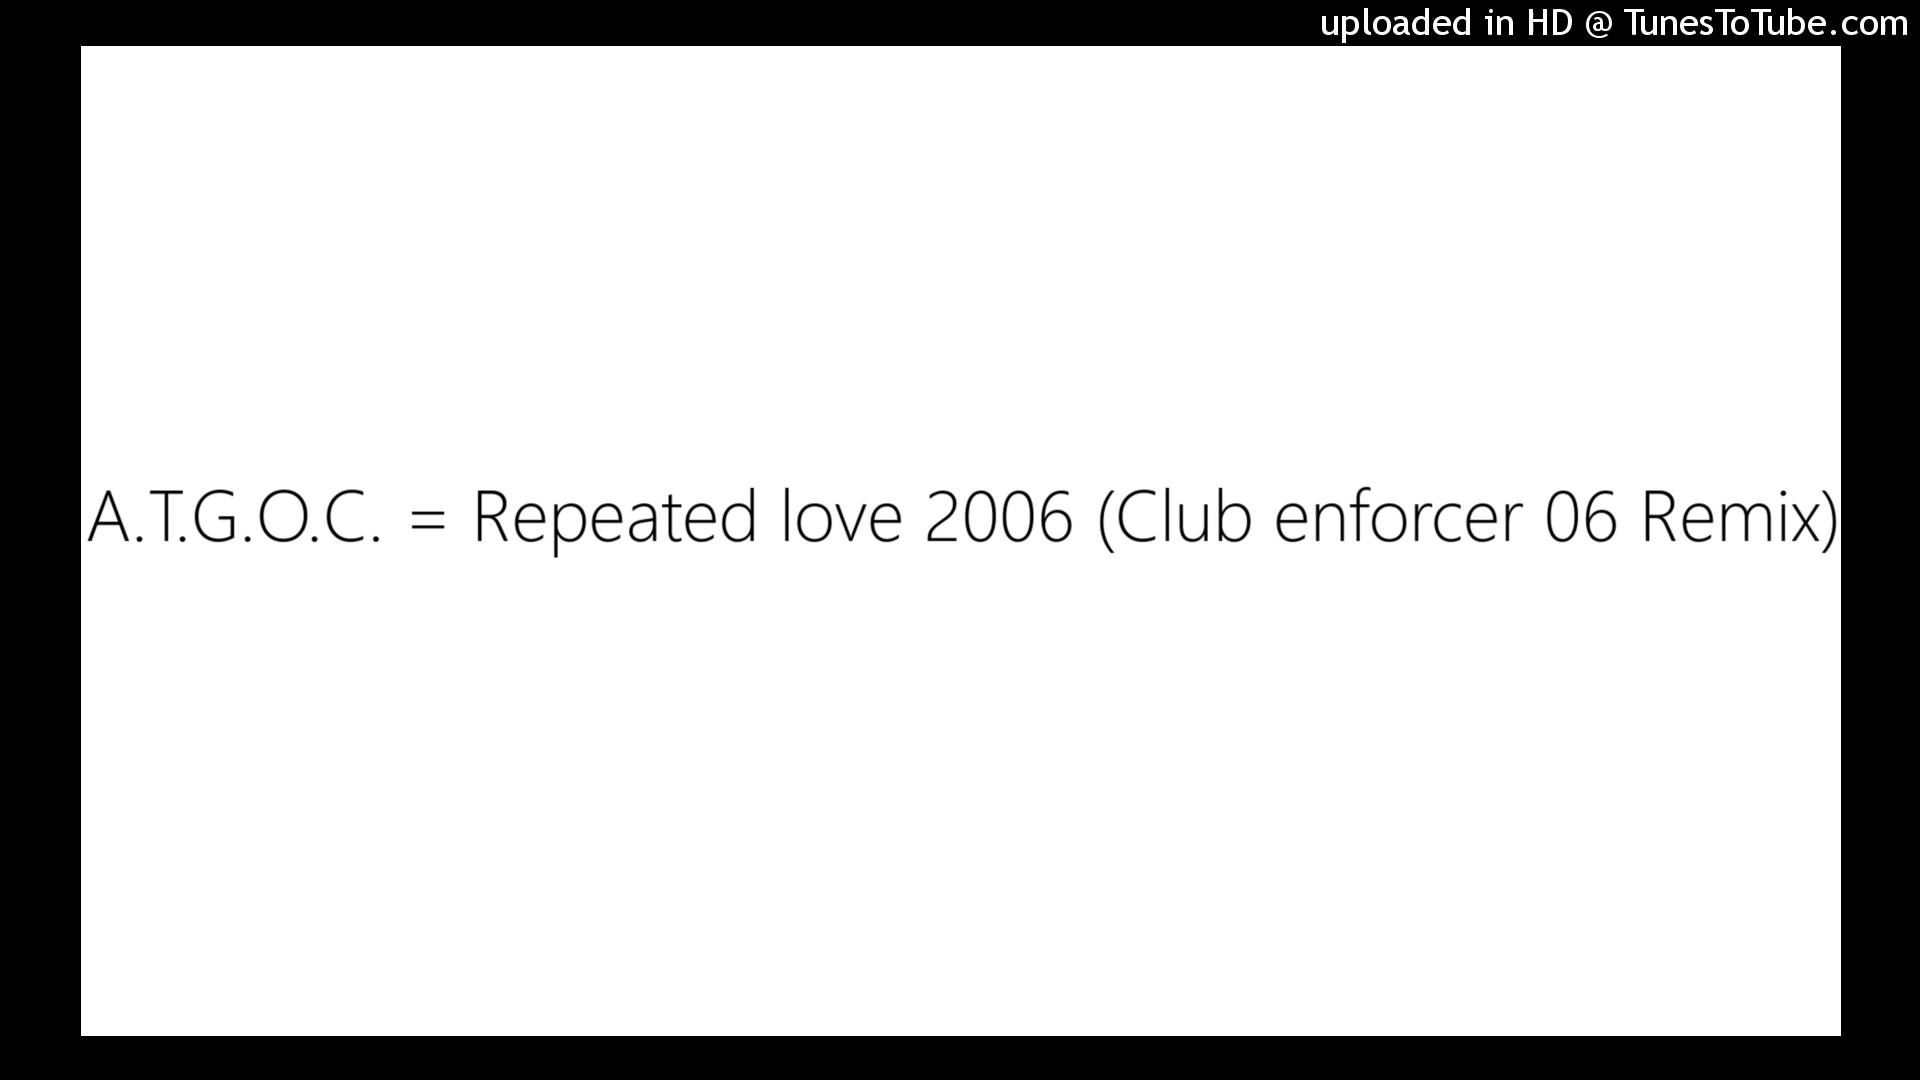 uploaded in HD @ TunesToTube.com
A.T.G.O.C. = Repeated love 2006 (Club enforcer 06 Remix)